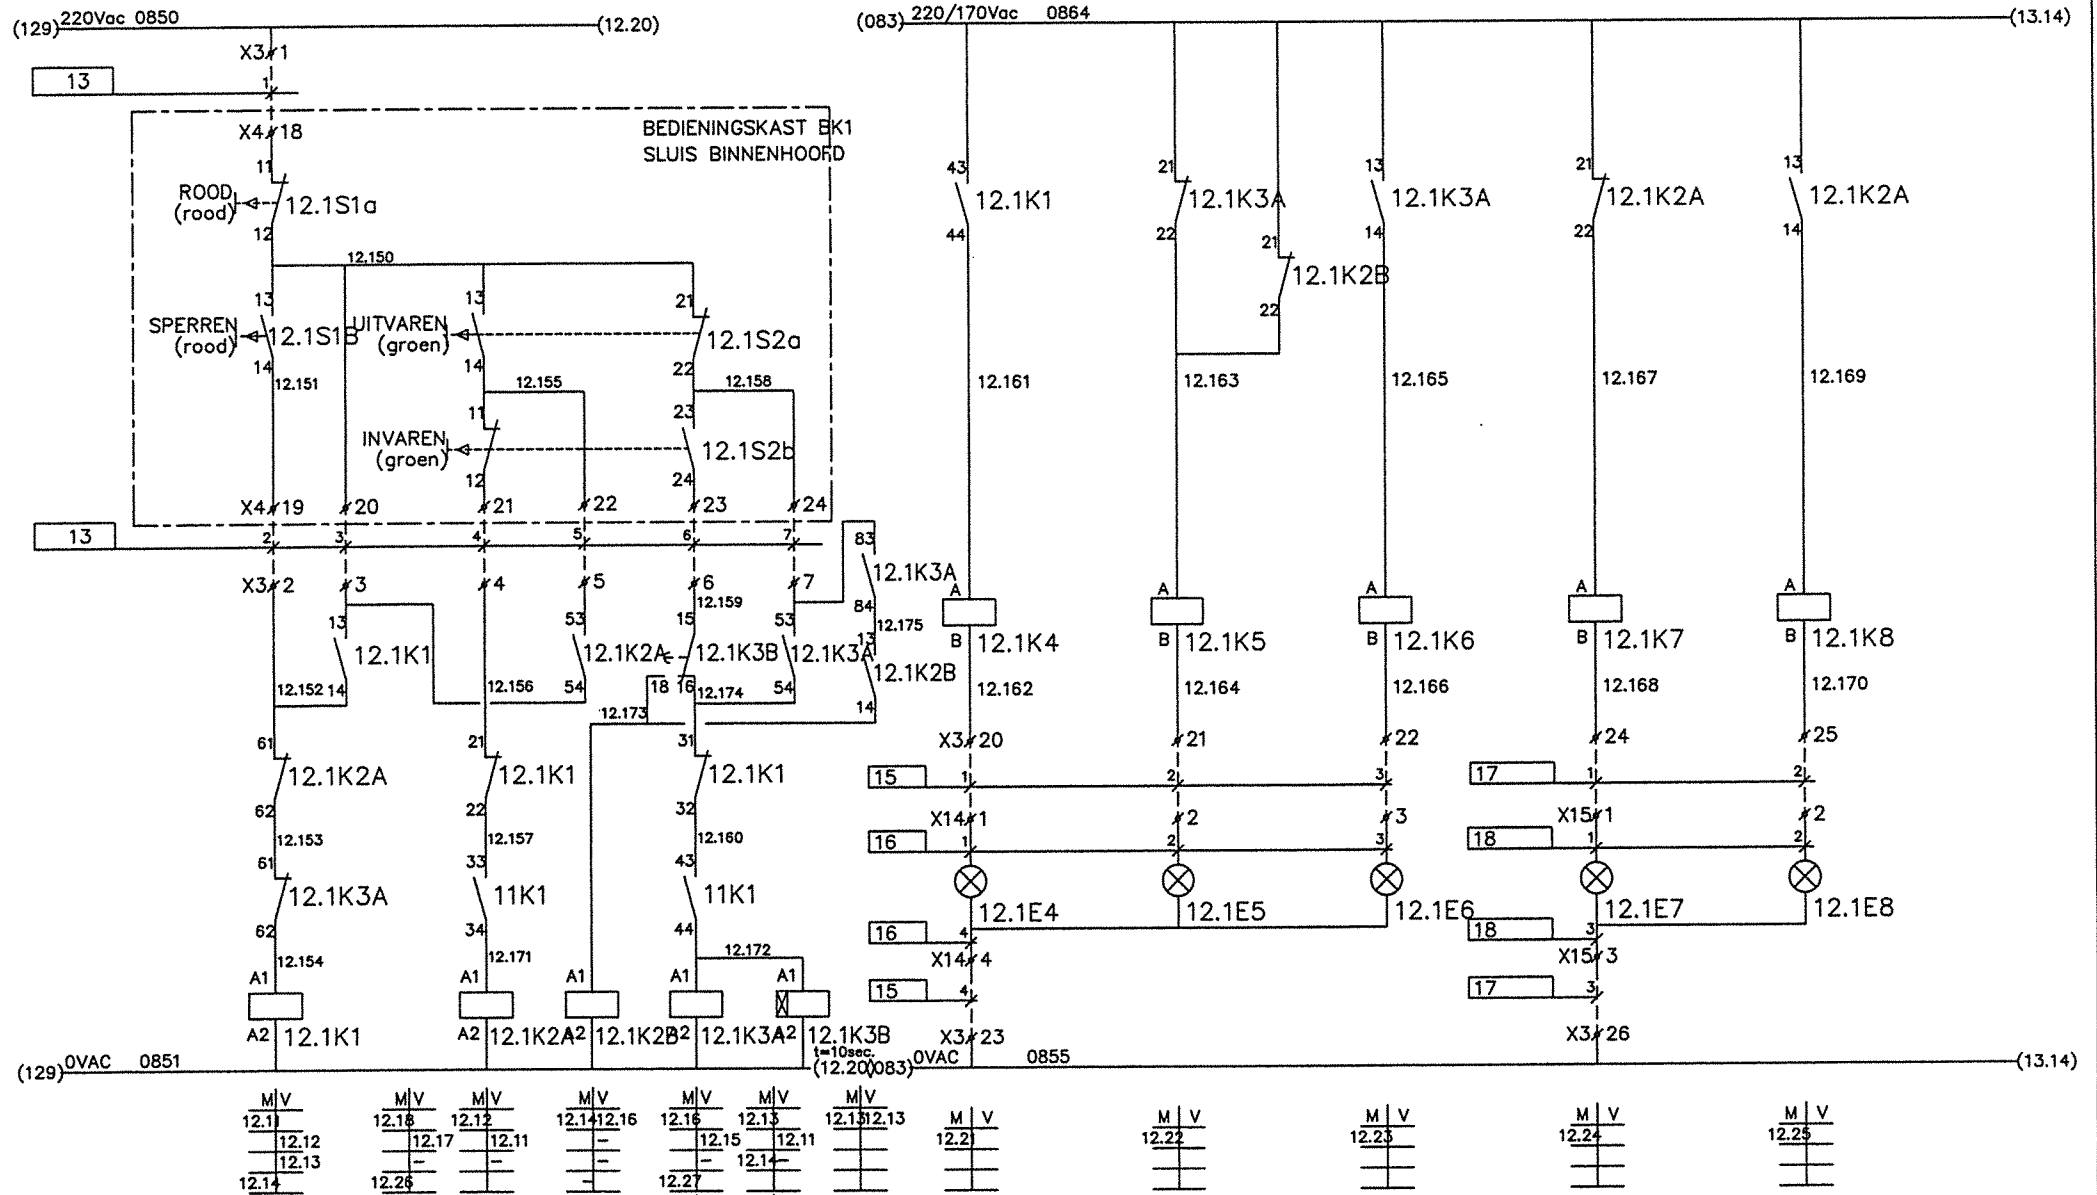 (129) 220Vac 0850 (12.20) (083) 220/170Vac 0864 (13.14)
X3 1
13 1
BEDIENINGSKAST BK1
SLUIS BINNENHOOFD
X4 18
11 43 21 13 21 13
ROOD
(rood)
12.1S1a 12.1K1 12.1K3A 12.1K3A 12.1K2A 12.1K2A
12 44 22 14 22 14
21
12.150
12.1K2B
22
13 13 21
SPERREN
(rood)
12.1S1B
UITVAREN
(groen)
12.1S2a
14 14 22
12.151 12.155 12.158 12.161 12.163 12.165 12.167 12.169
11 23
INVAREN
(groen)
12.1S2b
12 24
X4 19 20 21 22 23 24
13 2 3 4 5 6 7
83
12.1K3A
84
X3 2 3 4 5 6 7
12.159
12.175
13 53 15 53 13
12.1K1 12.1K2A 12.1K3B 12.1K3A 12.1K2B
12.152 14 12.156 54 18 16 12.174 54 14
12.173
A A A A A
B 12.1K4 B 12.1K5 B 12.1K6 B 12.1K7 B 12.1K8
12.162 12.164 12.166 12.168 12.170
61 21 31
12.1K2A 12.1K1 12.1K1
62 22 32
X3 20 21 22 24 25
15 1 2 3 17 1 2
X14 1 2 3 X15 1 2
16 1 2 3 18 1 2
12.153 12.157 12.160
61 33 43
12.1K3A 11K1 11K1
62 34 44
12.1E4 12.1E5 12.1E6 12.1E7 12.1E8
16 4 18 3
X14 4 X15 3
15 4 17 3
X3 23 X3 26
12.154 12.171 12.172
A1 A1 A1 A1 A1
A2 12.1K1 A2 12.1K2A A2 12.1K2B A2 12.1K3A A2 12.1K3B
t=10sec.
(129) 0VAC 0851 (12.20) (083) 0VAC 0855 (13.14)
M V M V M V M V M V M V M V M V M V M V M V M V
12.11 12.18 12.12 12.14 12.16 12.16 12.13 12.13 12.13 12.21 12.22 12.23 12.24 12.25
12.12 12.17 12.11 - 12.15 12.11
12.13 - - - - 12.14 -
12.14 12.26 - 12.27